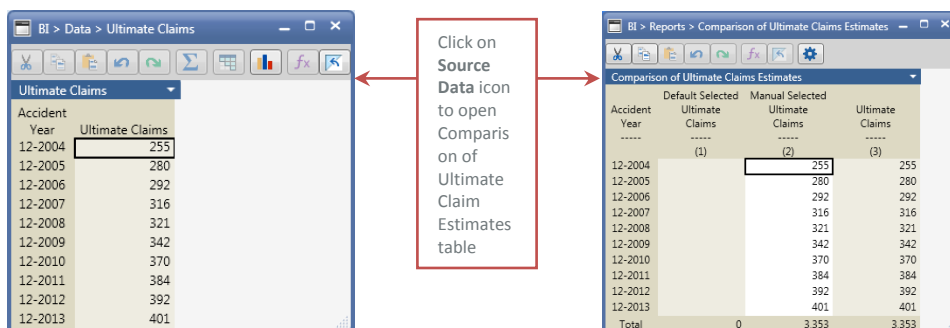 BI > Data > Ultimate Claims
fx
Ultimate Claims
Accident
Year Ultimate Claims
12-2004 255
12-2005 280
12-2006 292
12-2007 316
12-2008 321
12-2009 342
12-2010 370
12-2011 384
12-2012 392
12-2013 401
Click on
Source
Data icon
to open
Comparis
on of
Ultimate
Claim
Estimates
table
BI > Reports > Comparison of Ultimate Claims Estimates
fx
Comparison of Ultimate Claims Estimates
Default Selected Manual Selected
Accident Ultimate Ultimate Ultimate
Year Claims Claims Claims
----- ----- ----- -----
(1) (2) (3)
12-2004 255 255
12-2005 280 280
12-2006 292 292
12-2007 316 316
12-2008 321 321
12-2009 342 342
12-2010 370 370
12-2011 384 384
12-2012 392 392
12-2013 401 401
Total 0 3,353 3,353